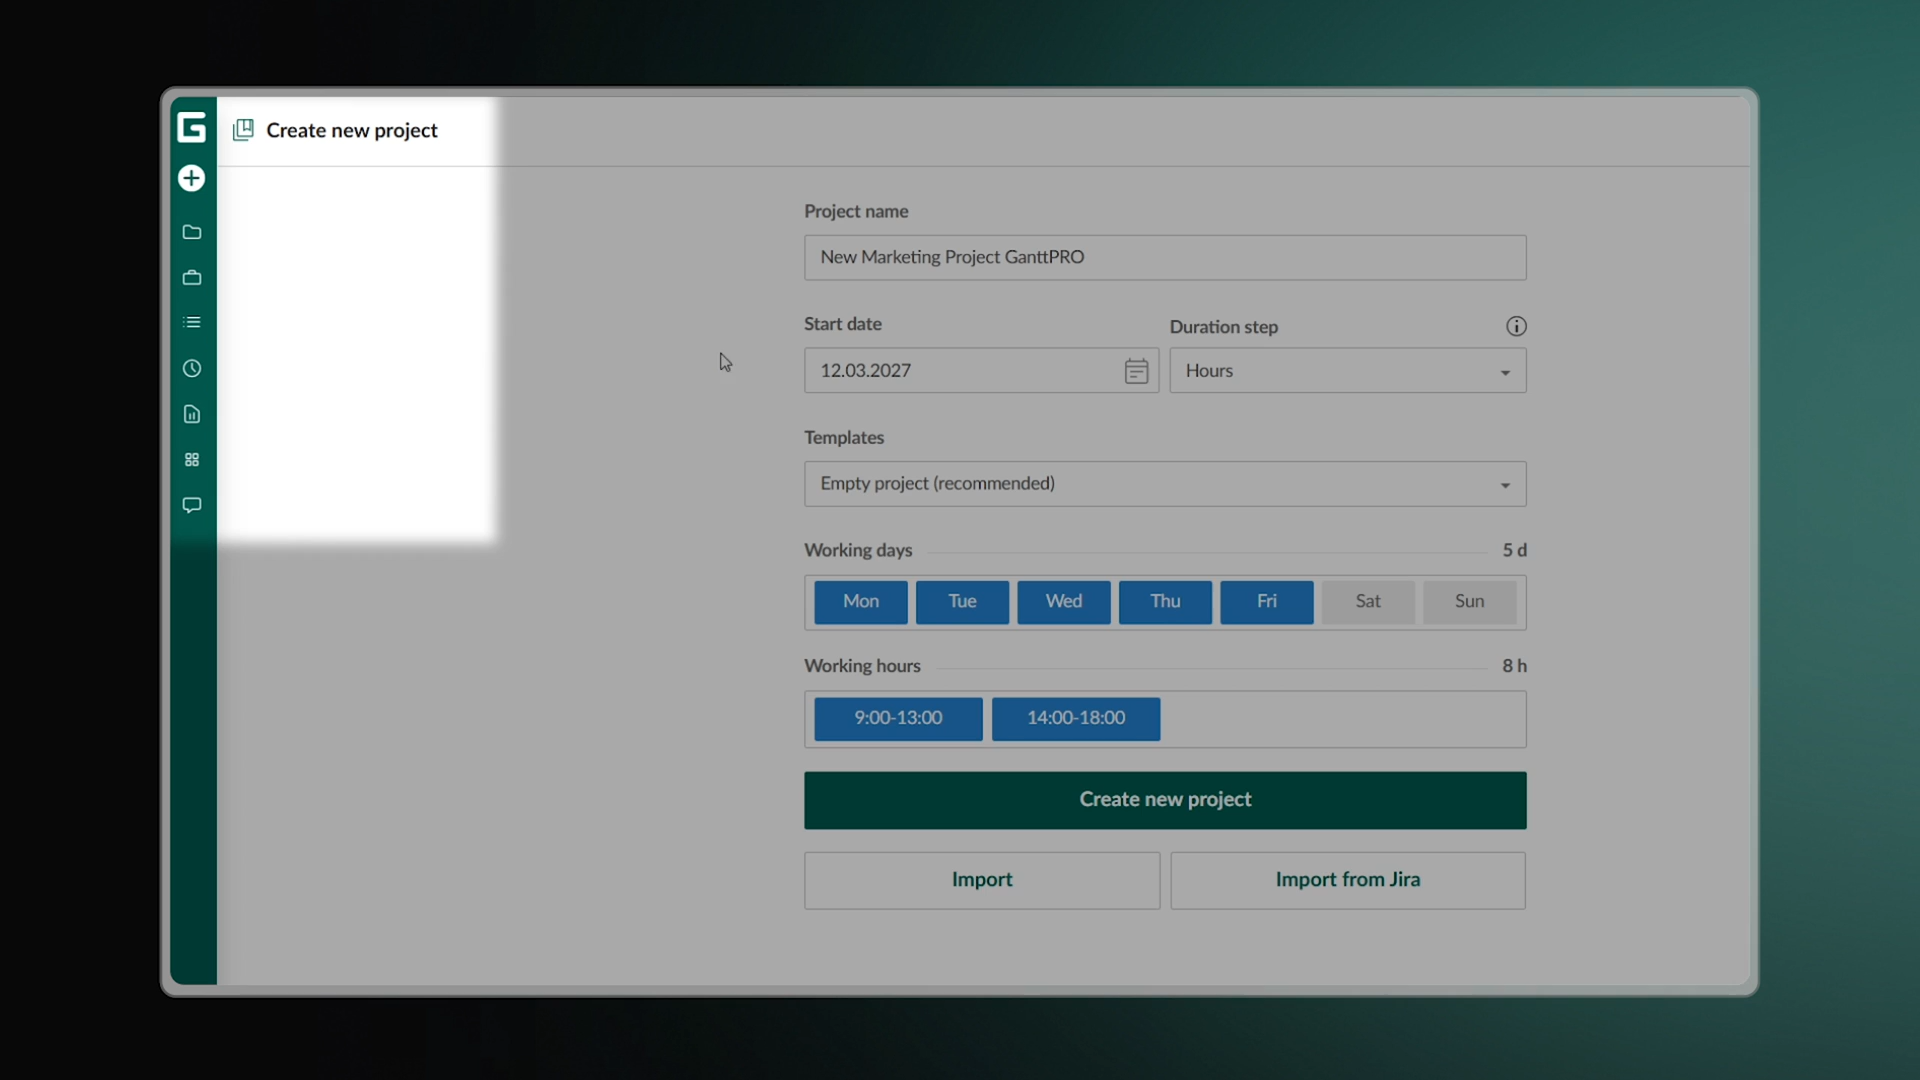 Create new project
Project name
New Marketing Project GanttPRO
Start date
Duration step
12.03.2027
Hours
Templates
Empty project (recommended)
Working days
5 d
Mon
Tue
Wed
Thu
Fri
Sat
Sun
Working hours
8 h
9:00-13:00
14:00-18:00
Create new project
Import
Import from Jira